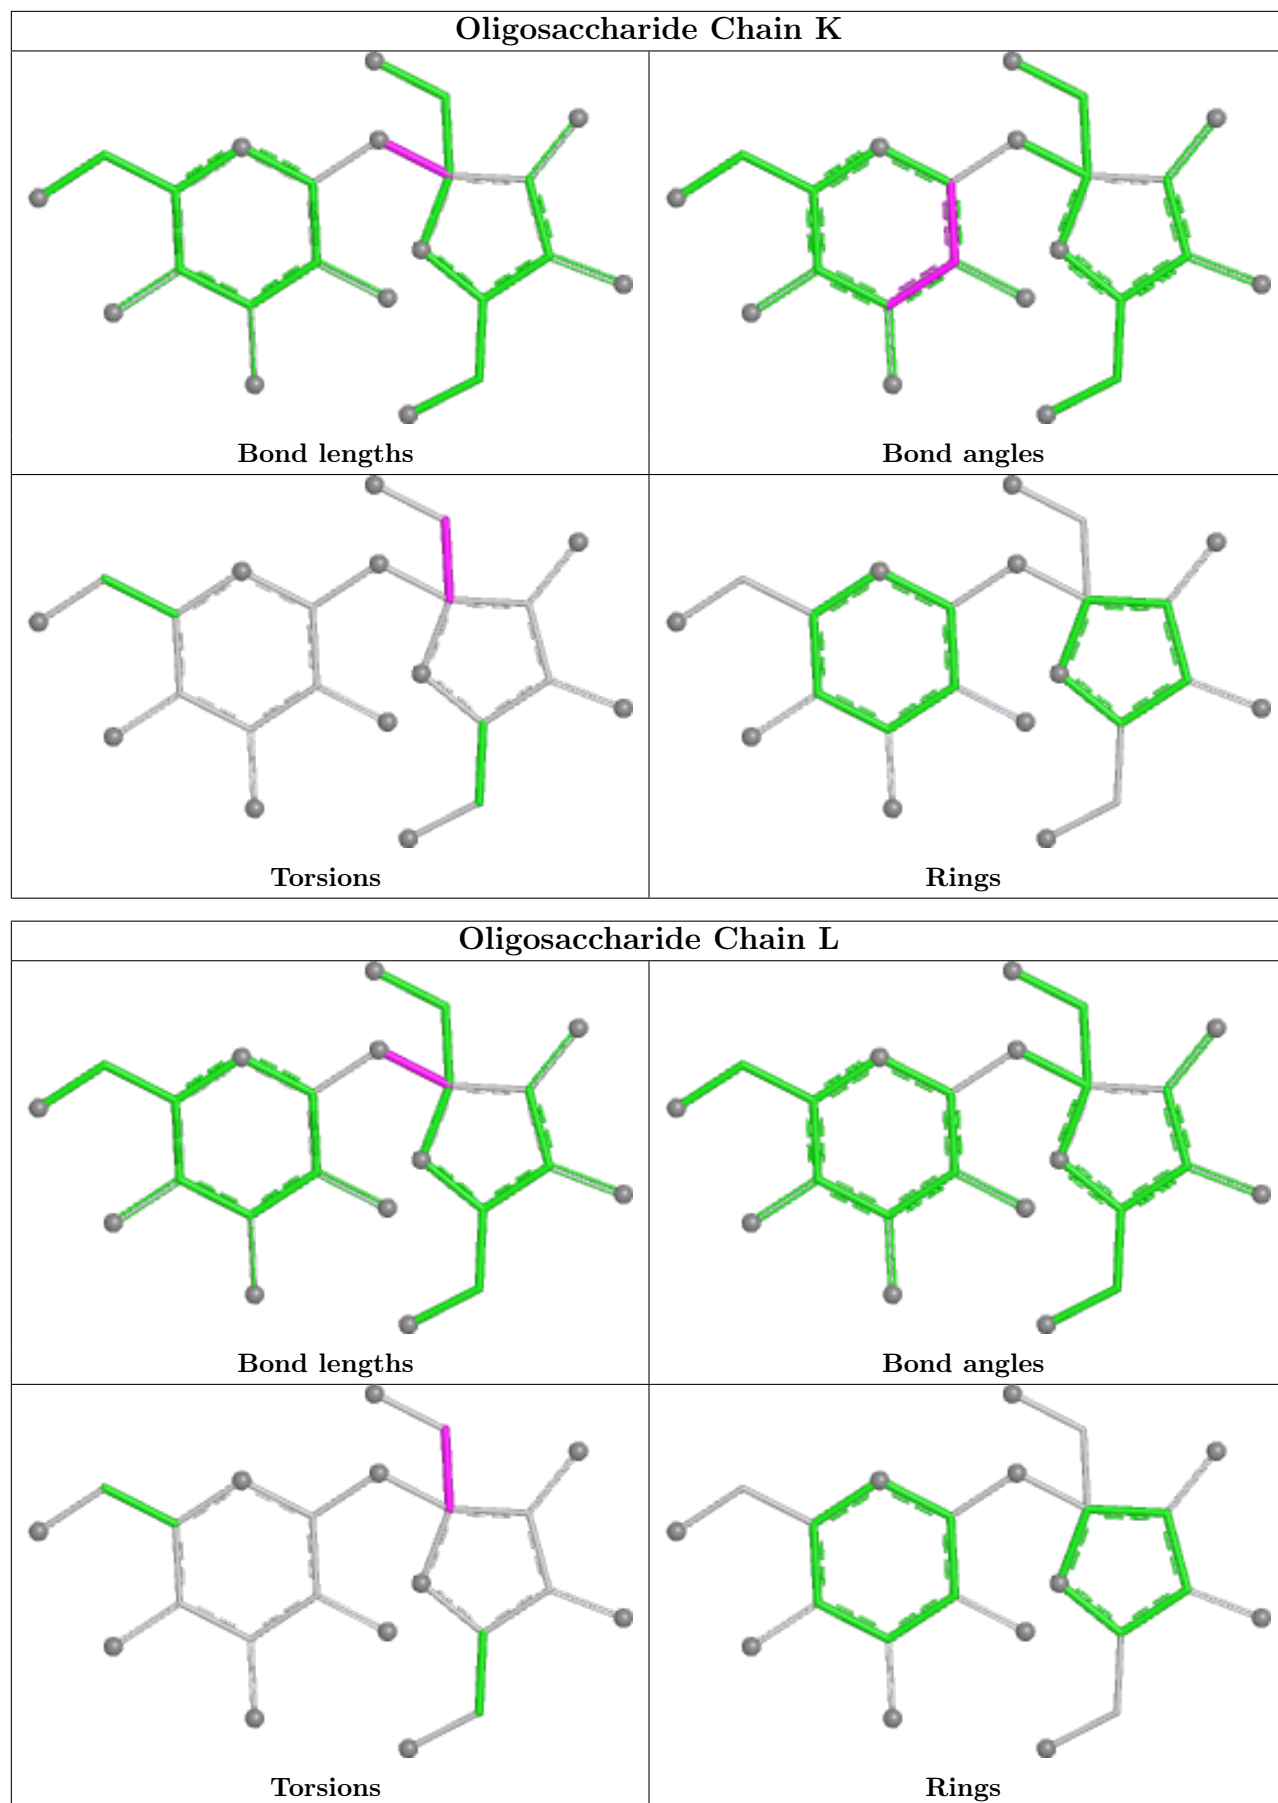 Oligosaccharide Chain K
Bond lengths
Bond angles
Torsions
Rings
Oligosaccharide Chain L
Bond lengths
Bond angles
Torsions
Rings